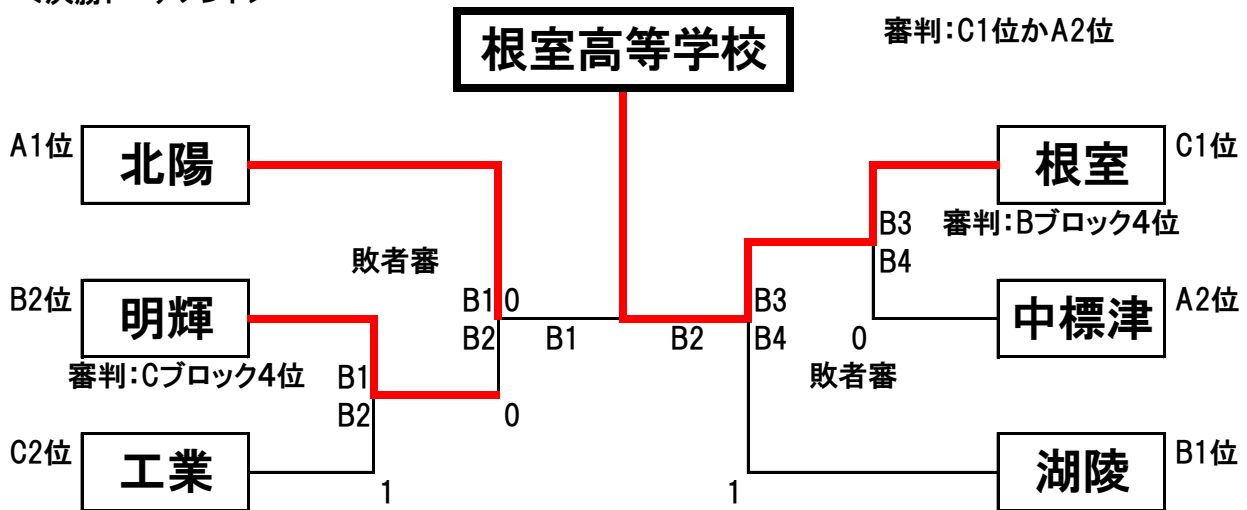 根室高等学校
審判:C1位かA2位
A1位
北陽
根室
C1位
B3
審判:Bブロック4位
B4
敗者審
B2位
明輝
B1
0
B2
B1
B2
B3
B4
0
中標津
A2位
審判:Cブロック4位
B1
敗者審
B2
0
C2位
工業
1
1
湖陵
B1位